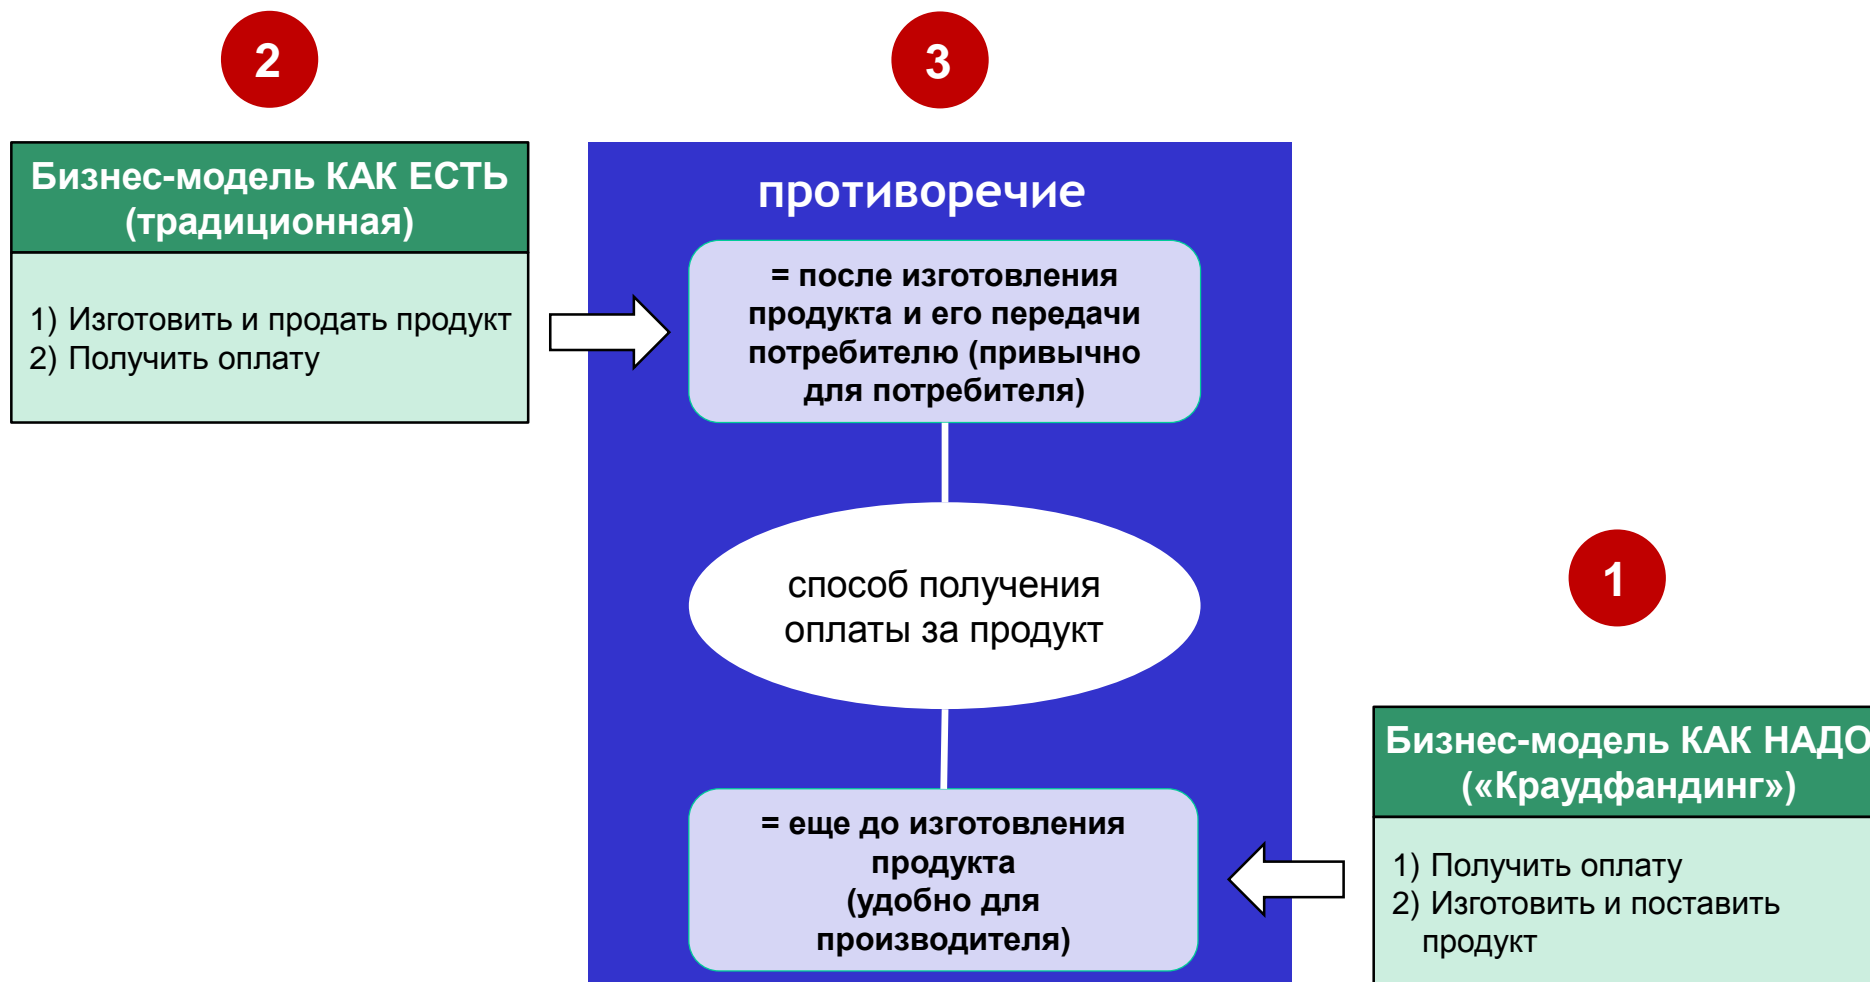 2
3
Бизнес-модель КАК ЕСТЬ
(традиционная)
1) Изготовить и продать продукт
2) Получить оплату
противоречие
= после изготовления
продукта и его передачи
потребителю (привычно
для потребителя)
способ получения
оплаты за продукт
= еще до изготовления
продукта
(удобно для
производителя)
1
Бизнес-модель КАК НАДО
(«Краудфандинг»)
1) Получить оплату
2) Изготовить и поставить
продукт